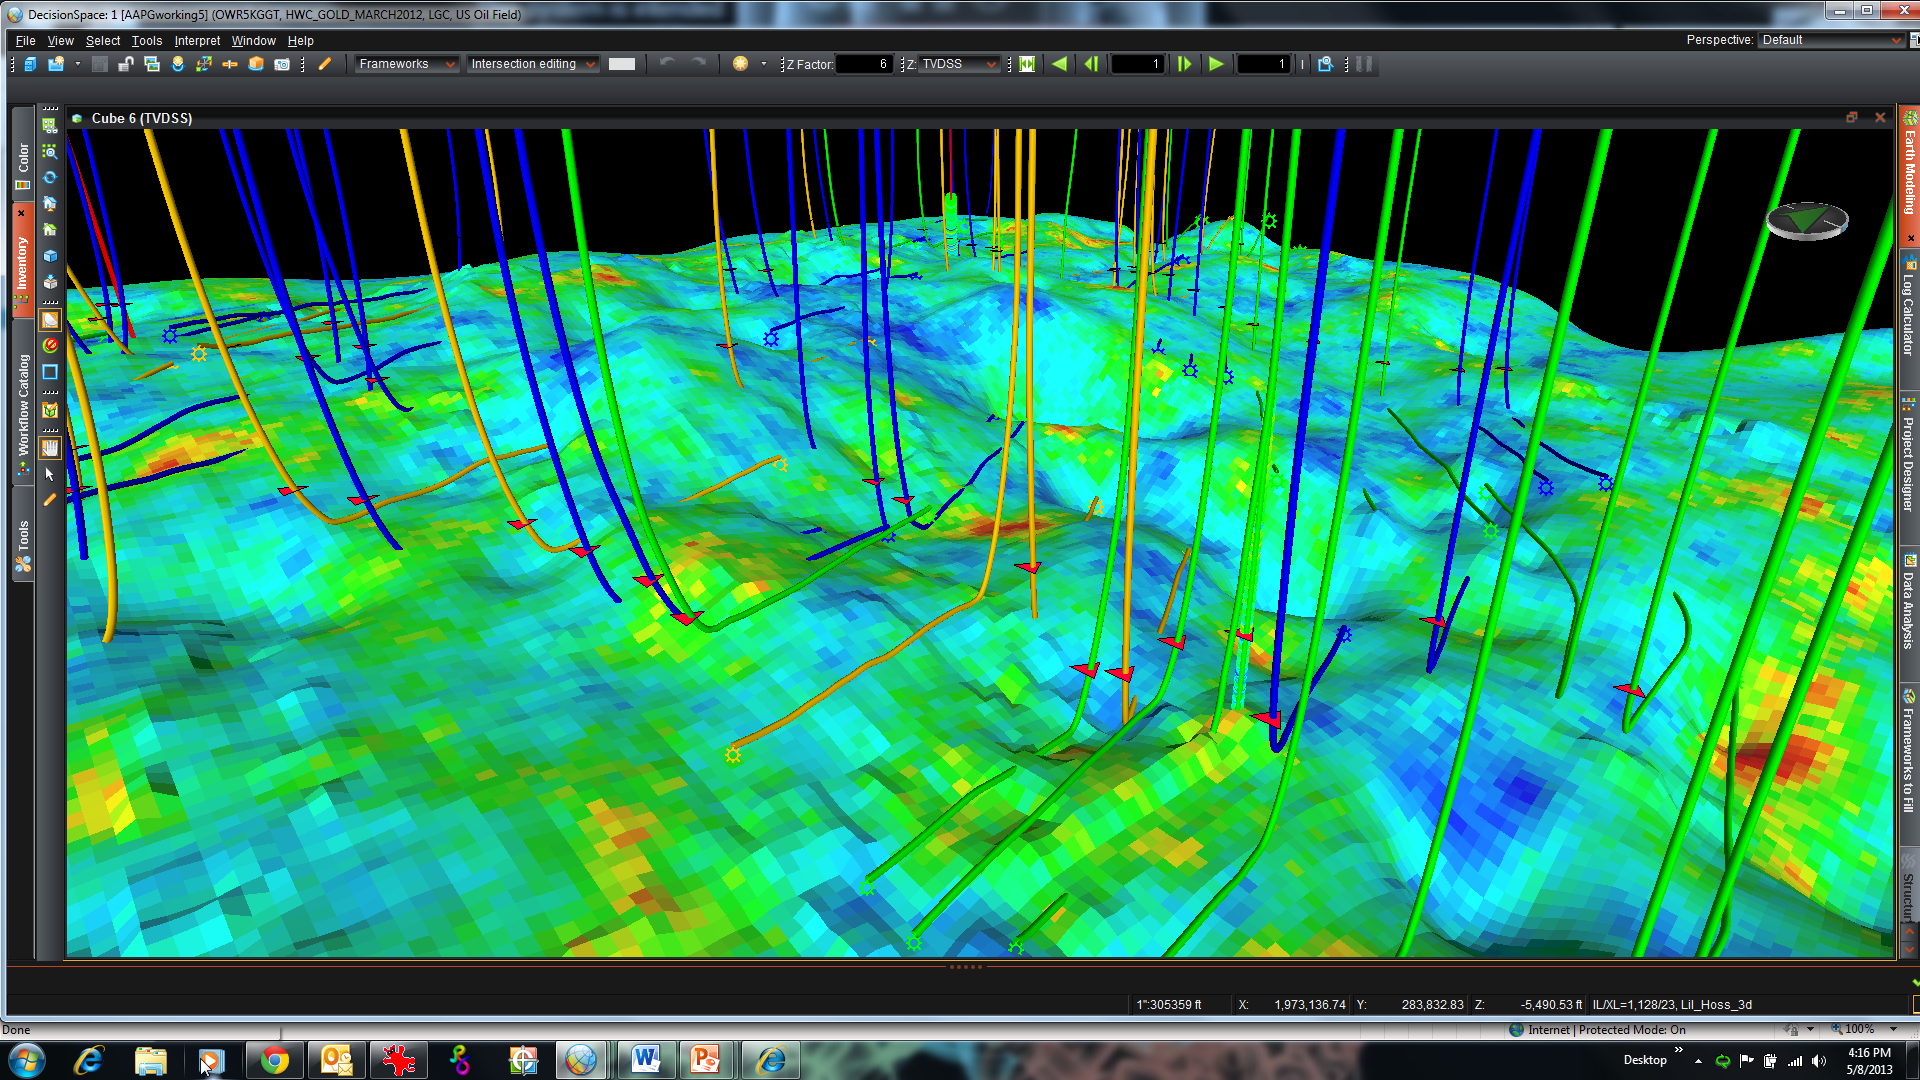 DecisionSpace: 1 [AAPGworking5] (OWR5KGGT, HWC_GOLD_MARCH2012, LGC, US Oil Field)
File View Select Tools Interpret Window Help
Perspective: Default
Frameworks Intersection editing Z Factor: 6 Z: TVDSS 1 1
Cube 6 (TVDSS)
Color
Inventory
Workflow Catalog
Tools
Earth Modeling
Log Calculator
Project Designer
Data Analysis
Frameworks to Fill
Structur
1":305359 ft X: 1,973,136.74 Y: 283,832.83 Z: -5,490.53 ft IL/XL=1,128/23, Lil_Hoss_3d
Done
Internet | Protected Mode: On 100%
Desktop
4:16 PM
5/8/2013